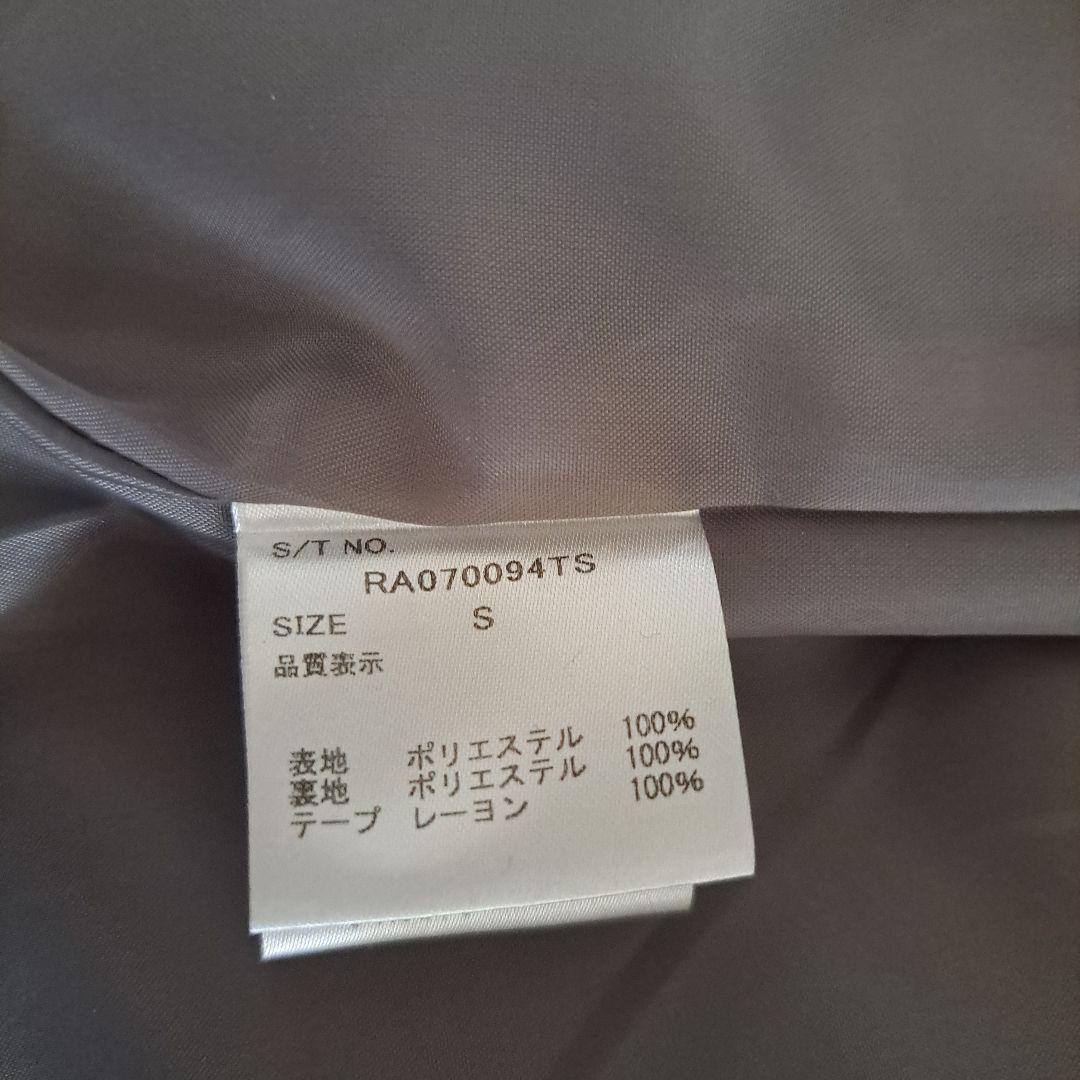 S/T NO.
RA070094TS
SIZE S
品質表示
表地 ポリエステル 100%
裏地 ポリエステル 100%
テープ レーヨン 100%